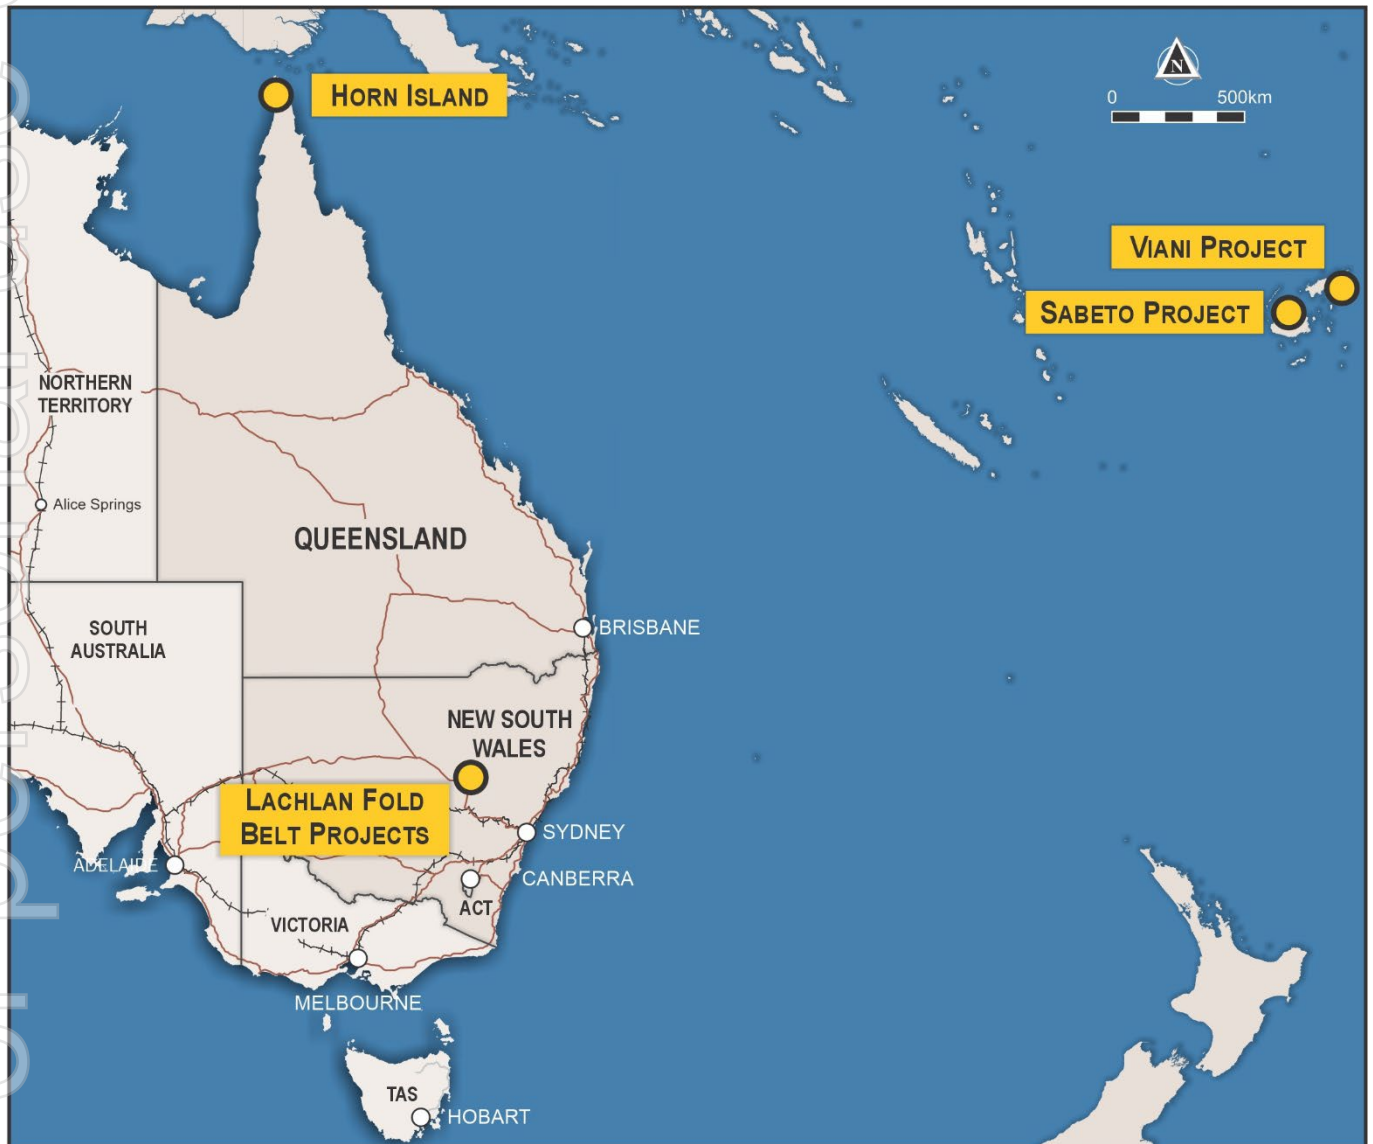 HORN ISLAND
N
0 500km
VIANI PROJECT
SABETO PROJECT
NORTHERN
TERRITORY
Alice Springs
QUEENSLAND
BRISBANE
SOUTH
AUSTRALIA
NEW SOUTH
WALES
LACHLAN FOLD
BELT PROJECTS
SYDNEY
ADELAIDE
CANBERRA
ACT
VICTORIA
MELBOURNE
TAS
HOBART